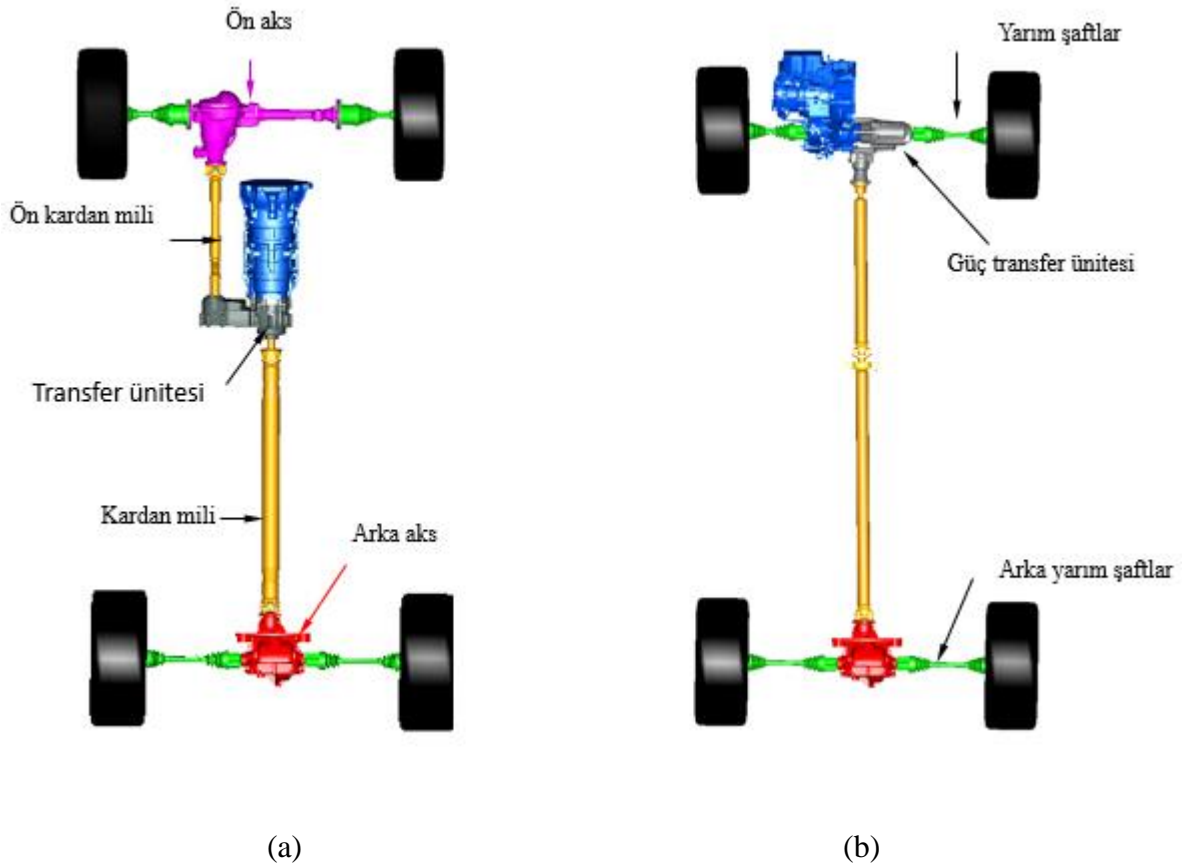 Ön aks
Ön kardan mili
Transfer ünitesi
Kardan mili
Arka aks
Yarım şaftlar
Güç transfer ünitesi
Arka yarım şaftlar
(a)
(b)